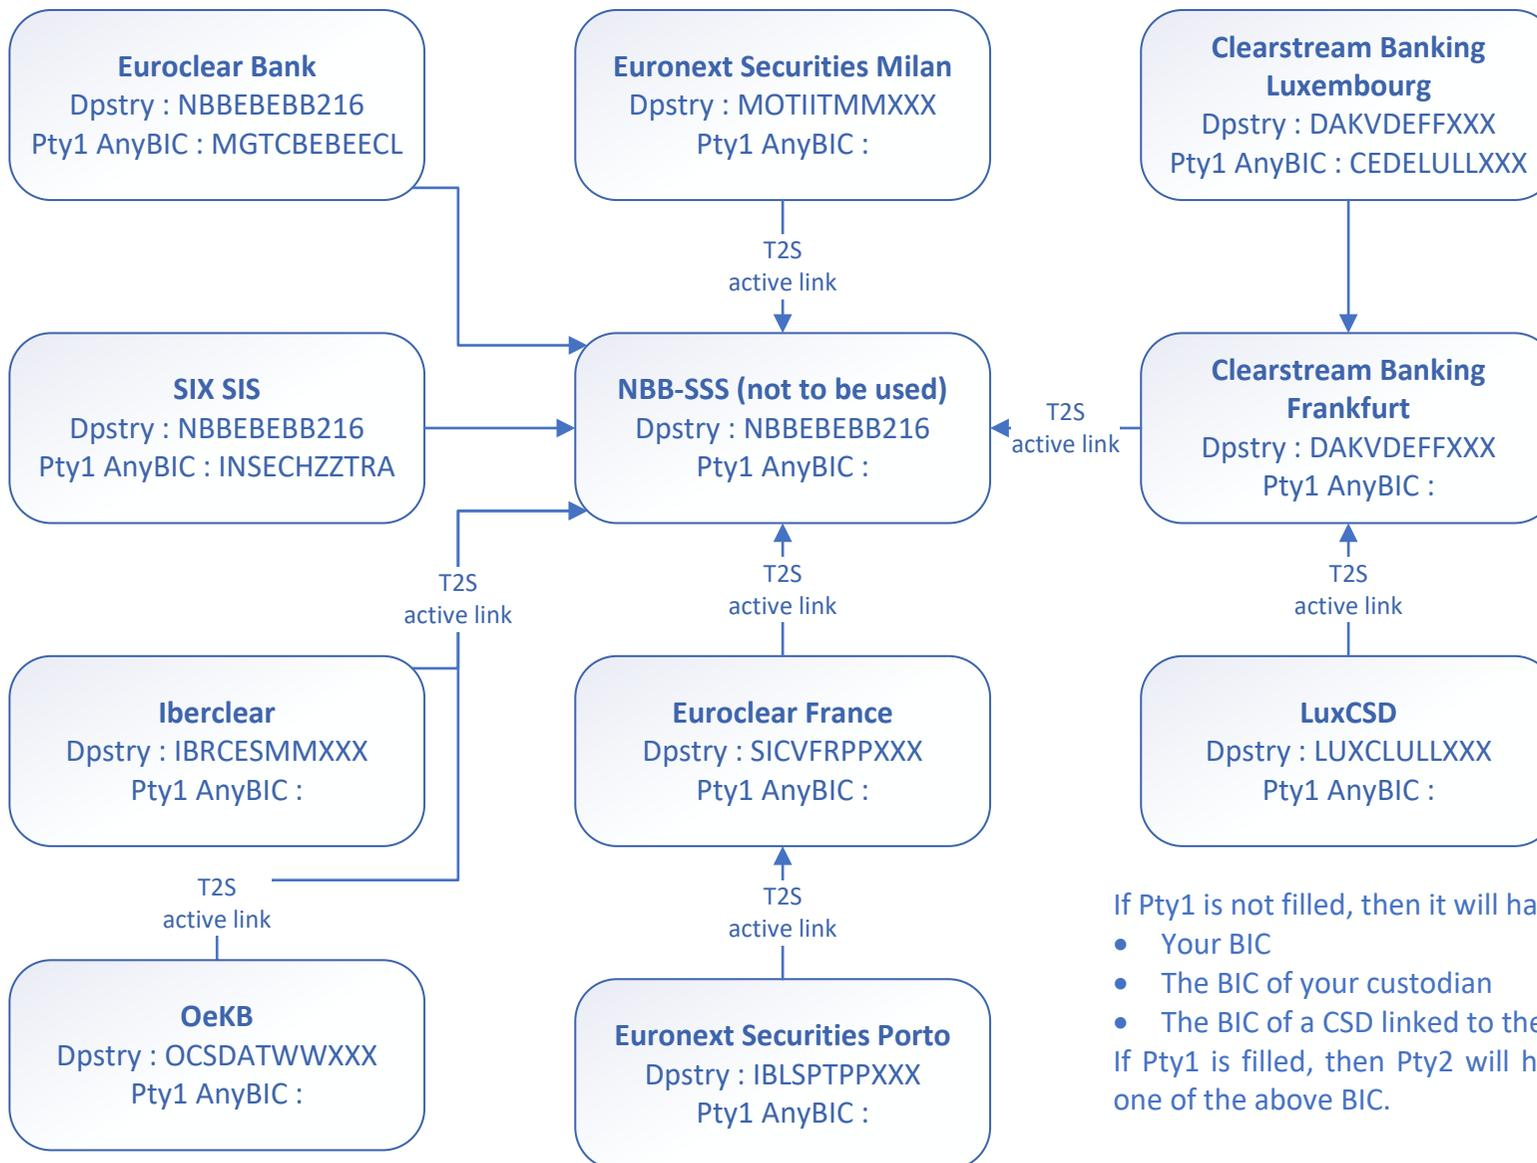 Euroclear Bank
Dpstry : NBBEBEBB216
Pty1 AnyBIC : MGTCBEBEECL
Euronext Securities Milan
Dpstry : MOTIITMMXXX
Pty1 AnyBIC :
Clearstream Banking
Luxembourg
Dpstry : DAKVDEFFXXX
Pty1 AnyBIC : CEDELULLXXX
T2S
active link
SIX SIS
Dpstry : NBBEBEBB216
Pty1 AnyBIC : INSECHZZTRA
NBB-SSS (not to be used)
Dpstry : NBBEBEBB216
Pty1 AnyBIC :
T2S
active link
Clearstream Banking
Frankfurt
Dpstry : DAKVDEFFXXX
Pty1 AnyBIC :
T2S
active link
T2S
active link
T2S
active link
Iberclear
Dpstry : IBRCESMMXXX
Pty1 AnyBIC :
Euroclear France
Dpstry : SICVFRPPXXX
Pty1 AnyBIC :
LuxCSD
Dpstry : LUXCLULLXXX
Pty1 AnyBIC :
T2S
active link
T2S
active link
OeKB
Dpstry : OCSDATWWXXX
Pty1 AnyBIC :
Euronext Securities Porto
Dpstry : IBLSPTPPXXX
Pty1 AnyBIC :
If Pty1 is not filled, then it will
• Your BIC
• The BIC of your custodian
• The BIC of a CSD linked to
If Pty1 is filled, then Pty2 will
one of the above BIC.